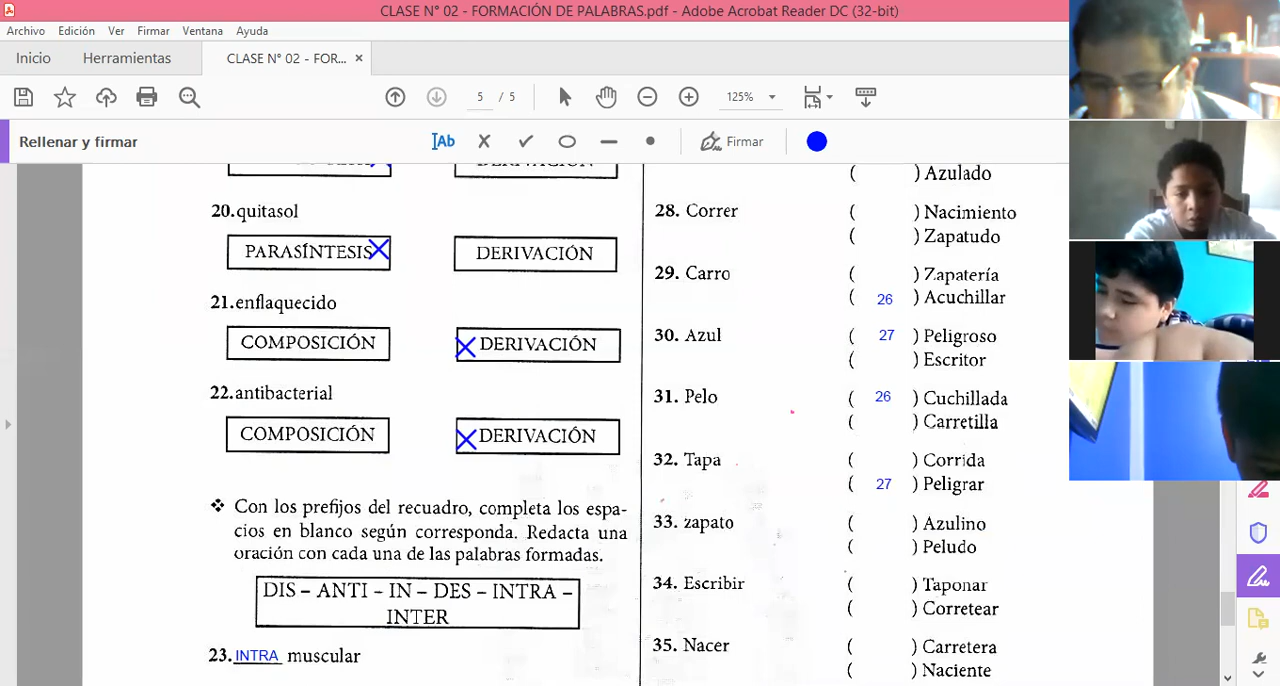 CLASE N° 02 - FORMACIÓN DE PALABRAS.pdf - Adobe Acrobat Reader DC (32-bit)
Archivo Edición Ver Firmar Ventana Ayuda
Inicio Herramientas CLASE N° 02 - FOR... ×
5 / 5 125%
Rellenar y firmar Ab Firmar
DERIVACIÓN
20. quitasol
PARASÍNTESIS DERIVACIÓN
21. enflaquecido
COMPOSICIÓN DERIVACIÓN
22. antibacterial
COMPOSICIÓN DERIVACIÓN
❖ Con los prefijos del recuadro, completa los espa-
cios en blanco según corresponda. Redacta una
oración con cada una de las palabras formadas.
DIS – ANTI – IN – DES – INTRA –
INTER
23. INTRA muscular
( ) Azulado
28. Correr ( ) Nacimiento
( ) Zapatudo
29. Carro ( ) Zapatería
( 26 ) Acuchillar
30. Azul ( 27 ) Peligroso
( ) Escritor
31. Pelo ( 26 ) Cuchillada
( ) Carretilla
32. Tapa ( ) Corrida
( 27 ) Peligrar
33. zapato ( ) Azulino
( ) Peludo
34. Escribir ( ) Taponar
( ) Corretear
35. Nacer ( ) Carretera
( ) Naciente